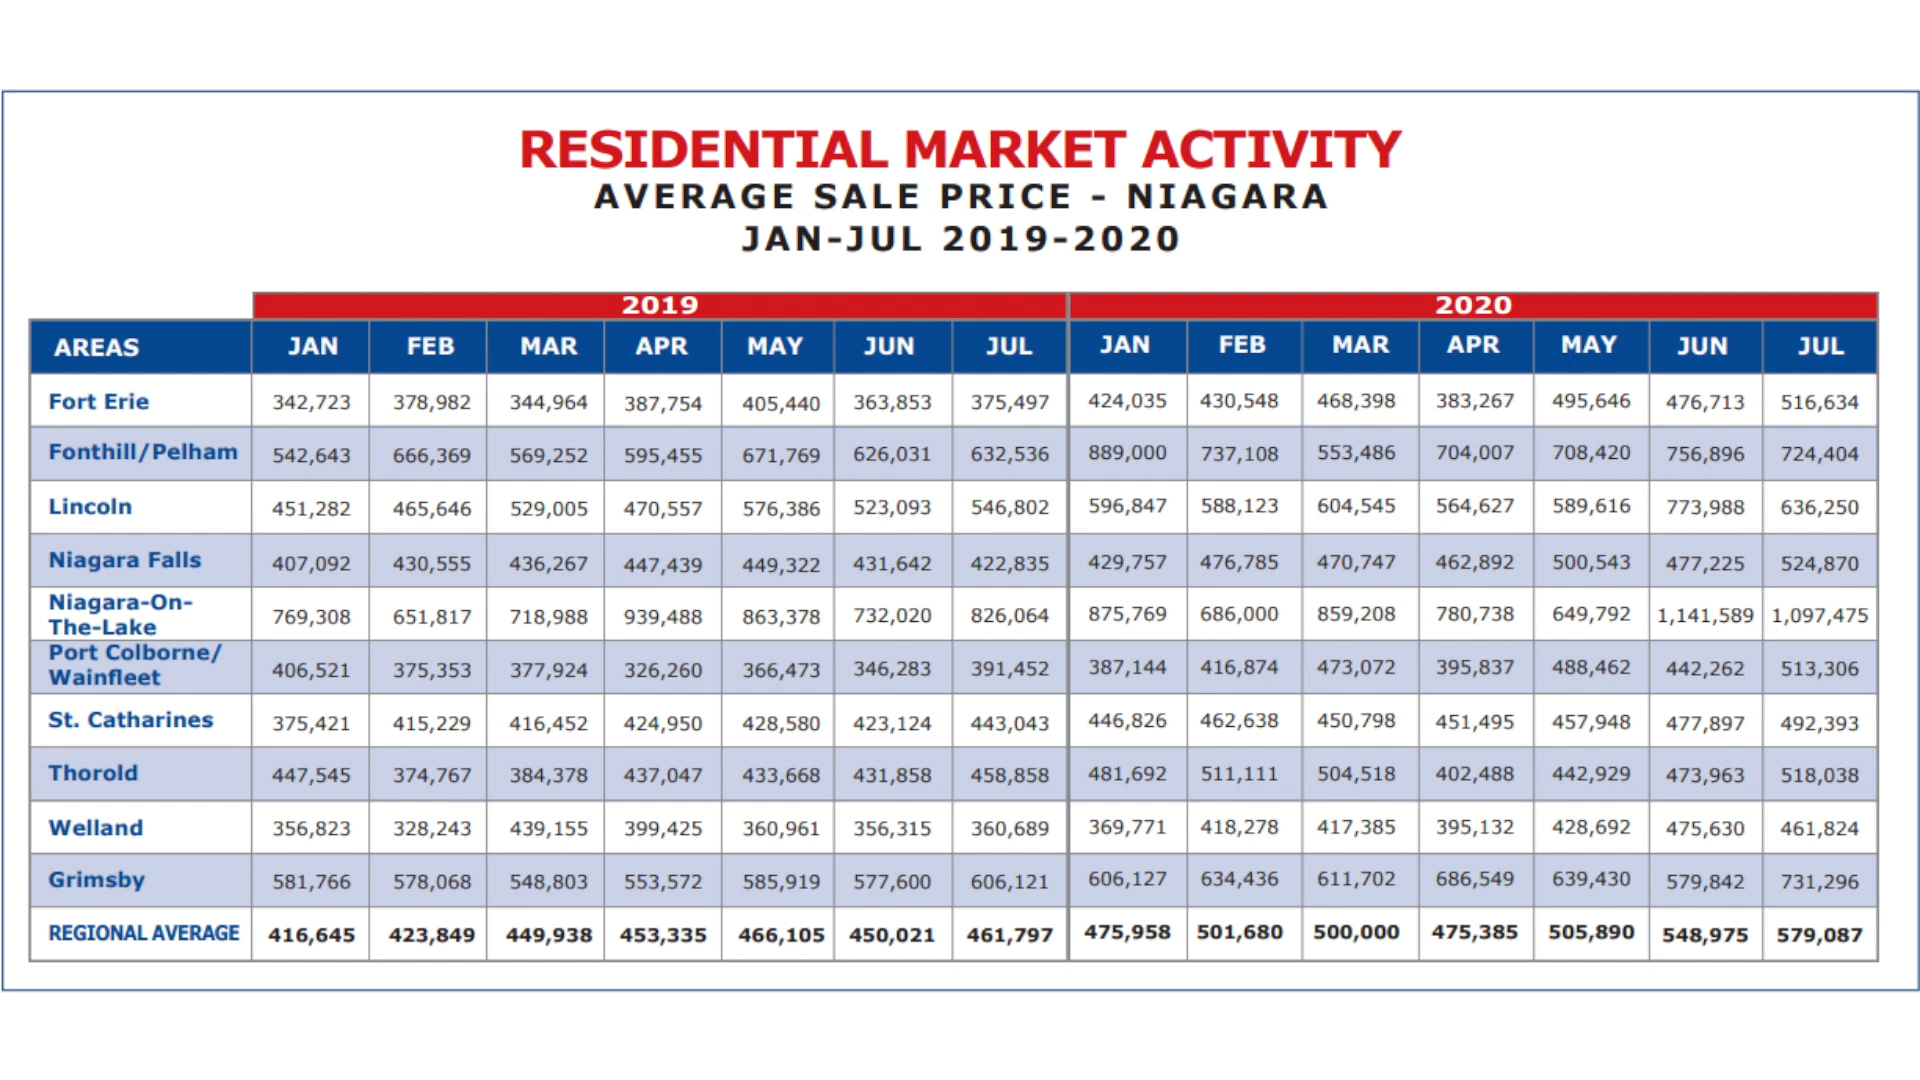 RESIDENTIAL MARKET ACTIVITY
AVERAGE SALE PRICE - NIAGARA
JAN-JUL 2019-2020
2019 2020
AREAS JAN FEB MAR APR MAY JUN JUL JAN FEB MAR APR MAY JUN JUL
Fort Erie 342,723 378,982 344,964 387,754 405,440 363,853 375,497 424,035 430,548 468,398 383,267 495,646 476,713 516,634
Fonthill/Pelham 542,643 666,369 569,252 595,455 671,769 626,031 632,536 889,000 737,108 553,486 704,007 708,420 756,896 724,404
Lincoln 451,282 465,646 529,005 470,557 576,386 523,093 546,802 596,847 588,123 604,545 564,627 589,616 773,988 636,250
Niagara Falls 407,092 430,555 436,267 447,439 449,322 431,642 422,835 429,757 476,785 470,747 462,892 500,543 477,225 524,870
Niagara-On-
The-Lake 769,308 651,817 718,988 939,488 863,378 732,020 826,064 875,769 686,000 859,208 780,738 649,792 1,141,589 1,097,475
Port Colborne/
Wainfleet 406,521 375,353 377,924 326,260 366,473 346,283 391,452 387,144 416,874 473,072 395,837 488,462 442,262 513,306
St. Catharines 375,421 415,229 416,452 424,950 428,580 423,124 443,043 446,826 462,638 450,798 451,495 457,948 477,897 492,393
Thorold 447,545 374,767 384,378 437,047 433,668 431,858 458,858 481,692 511,111 504,518 402,488 442,929 473,963 518,038
Welland 356,823 328,243 439,155 399,425 360,961 356,315 360,689 369,771 418,278 417,385 395,132 428,692 475,630 461,824
Grimsby 581,766 578,068 548,803 553,572 585,919 577,600 606,121 606,127 634,436 611,702 686,549 639,430 579,842 731,296
REGIONAL AVERAGE 416,645 423,849 449,938 453,335 466,105 450,021 461,797 475,958 501,680 500,000 475,385 505,890 548,975 579,087